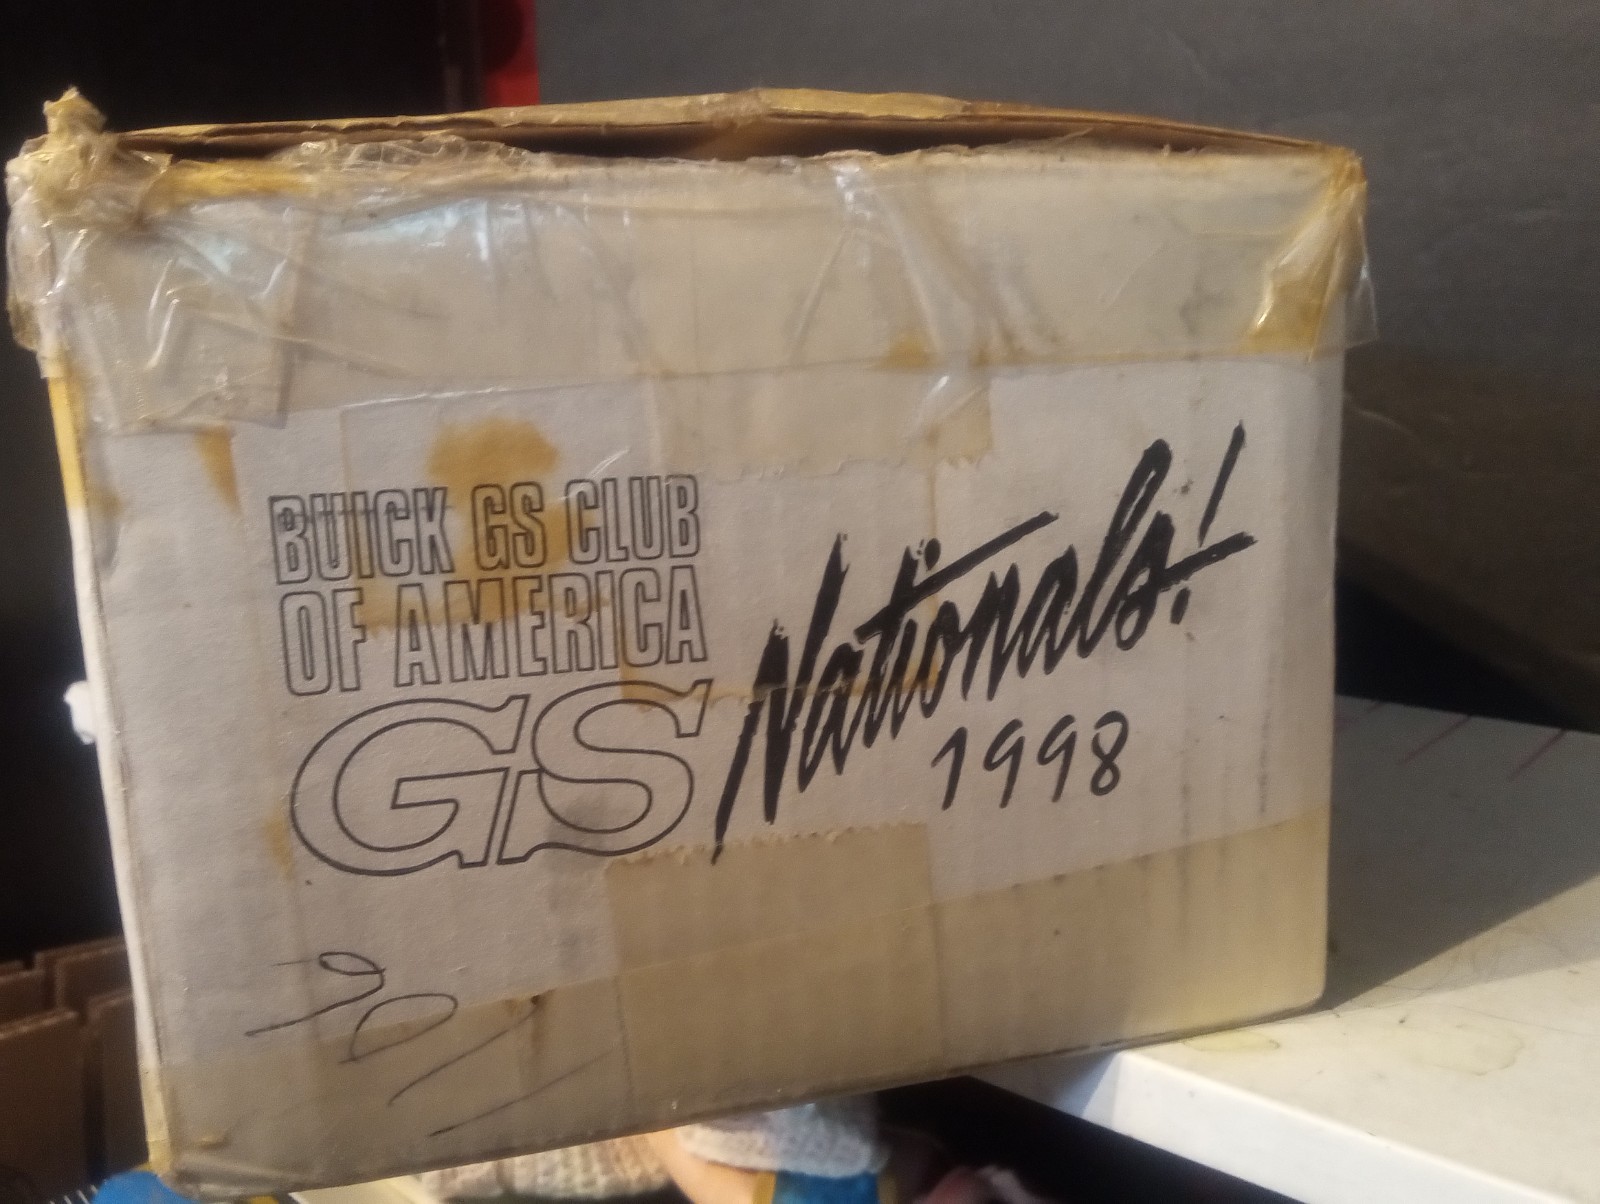 BUICK GS CLUB
OF AMERICA
GS
Nationals!
1998